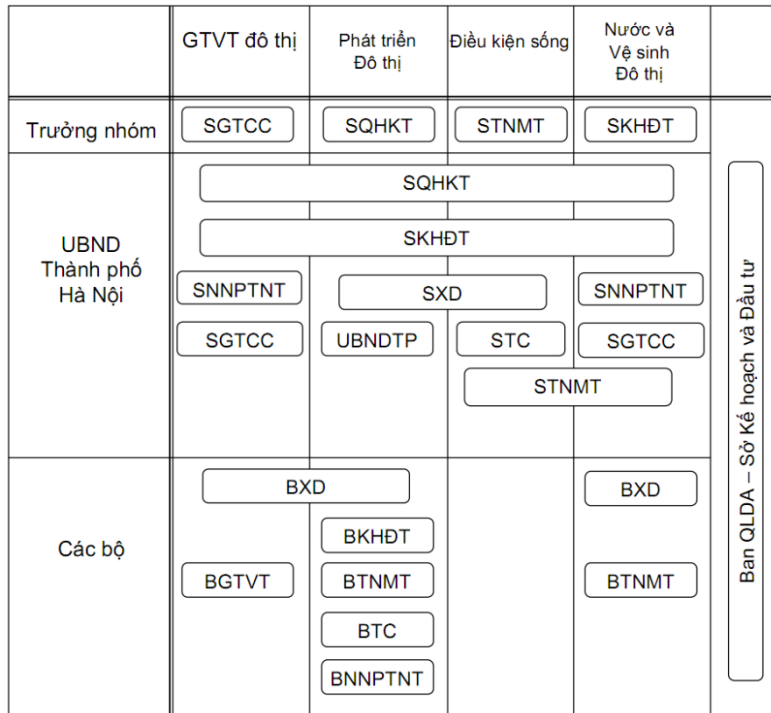 GTVT đô thị
Phát triển
Đô thị
Điều kiện sống
Nước và
Vệ sinh
Đô thị
Trưởng nhóm
SGTCC
SQHKT
STNMT
SKHĐT
UBND
Thành phố
Hà Nội
SQHKT
SKHĐT
SNNPTNT
SXD
SNNPTNT
SGTCC
UBNDTP
STC
SGTCC
STNMT
Các bộ
BXD
BXD
BKHĐT
BGTVT
BTNMT
BTNMT
BTC
BNNPTNT
Ban QLDA – Sở Kế hoạch và Đầu tư